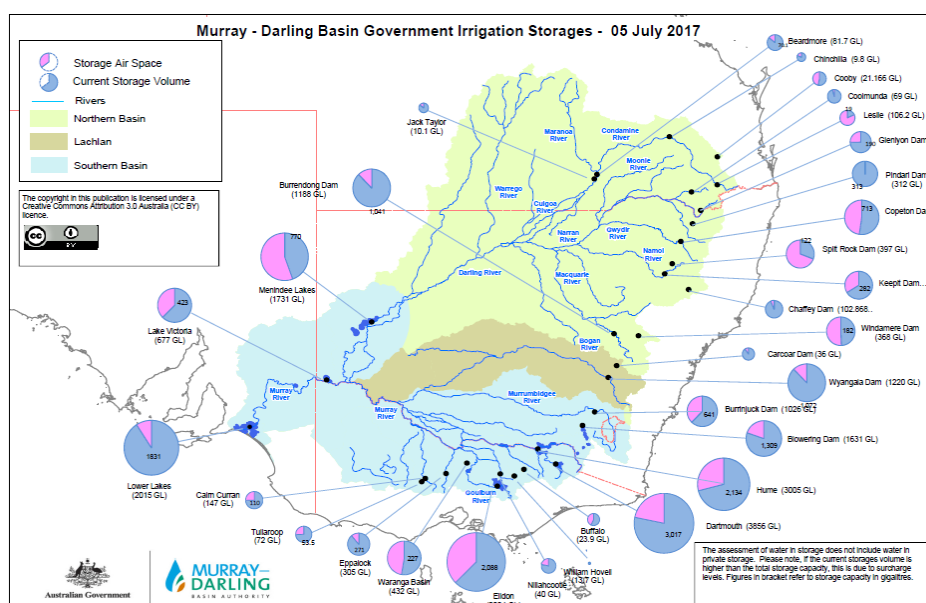 Murray - Darling Basin Government Irrigation Storages - 05 July 2017
Storage Air Space
Current Storage Volume
Rivers
Northern Basin
Lachlan
Southern Basin
The copyright in this publication is licensed under a
Creative Commons Attribution 3.0 Australia (CC BY)
licence.
cc
BY
Beardmore (81.7 GL)
Chinchilla (9.8 GL)
Cooby (21.166 GL)
Coolmunda (69 GL)
19
Leslie (106.2 GL)
Glenlyon Dam
190
Pindari Dam
313
(312 GL)
713
Copeton Da
122
Split Rock Dam (397 GL)
282
Keepit Dam...
Chaffey Dam (102.868..
182
Windamere Dam
(368 GL)
Carcoar Dam (36 GL)
Wyangala Dam (1220 GL)
641
Burrinjuck Dam (1026 GL)
1,309
Blowering Dam (1631 GL)
2,134
Hume (3005 GL)
3,017
Dartmouth (3856 GL)
Jack Taylor
(10.1 GL)
Burrendong Dam
(1188 GL)
1,041
770
Menindee Lakes
(1731 GL)
423
Lake Victoria
(677 GL)
1831
Lower Lakes
(2015 GL)
110
Cairn Curran
(147 GL)
Tullaroop
(72 GL)
53.5
271
Eppalock
(305 GL)
227
Waranga Basin
(432 GL)
2,088
Eildon
Nillahcootie
(40 GL)
William Hovell
(13.7 GL)
Buffalo
(23.9 GL)
Maranoa
River
Condamine
River
Moonie
River
Warrego
River
Culgoa
River
Narran
River
Gwydir
River
Namoi
River
Darling River
Macquarie
River
Bogan
River
Murrumbidgee
River
Murray
River
Murray
River
Goulburn
River
Australian Government
MURRAY–
DARLING
BASIN AUTHORITY
The assessment of water in storage does not include water in
private storage. Please note, if the current storages volume is
higher than the total storage capacity, this is due to surcharge
levels. Figures in bracket refer to storage capacity in gigalitres.